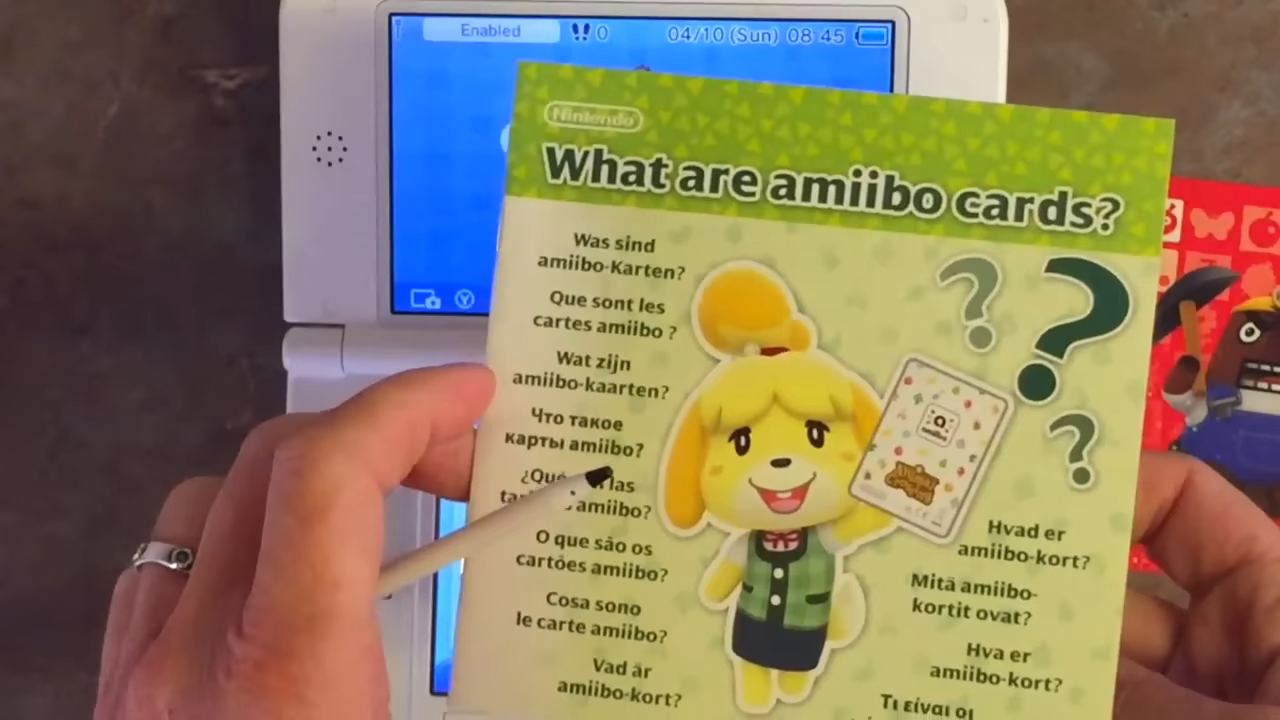 Enabled
0
04/10 (Sun) 08:45
Y
Nintendo
What are amiibo cards?
Was sind
amiibo-Karten?
Que sont les
cartes amiibo ?
Wat zijn
amiibo-kaarten?
Что такое
карты amiibo?
las
amiibo?
O que são os
cartões amiibo?
Cosa sono
le carte amiibo?
Vad är
amiibo-kort?
amiibo
Animal
Crossing
Hvad er
amiibo-kort?
Mitä amiibo-
kortit ovat?
Hva er
amiibo-kort?
Τι είναι οι